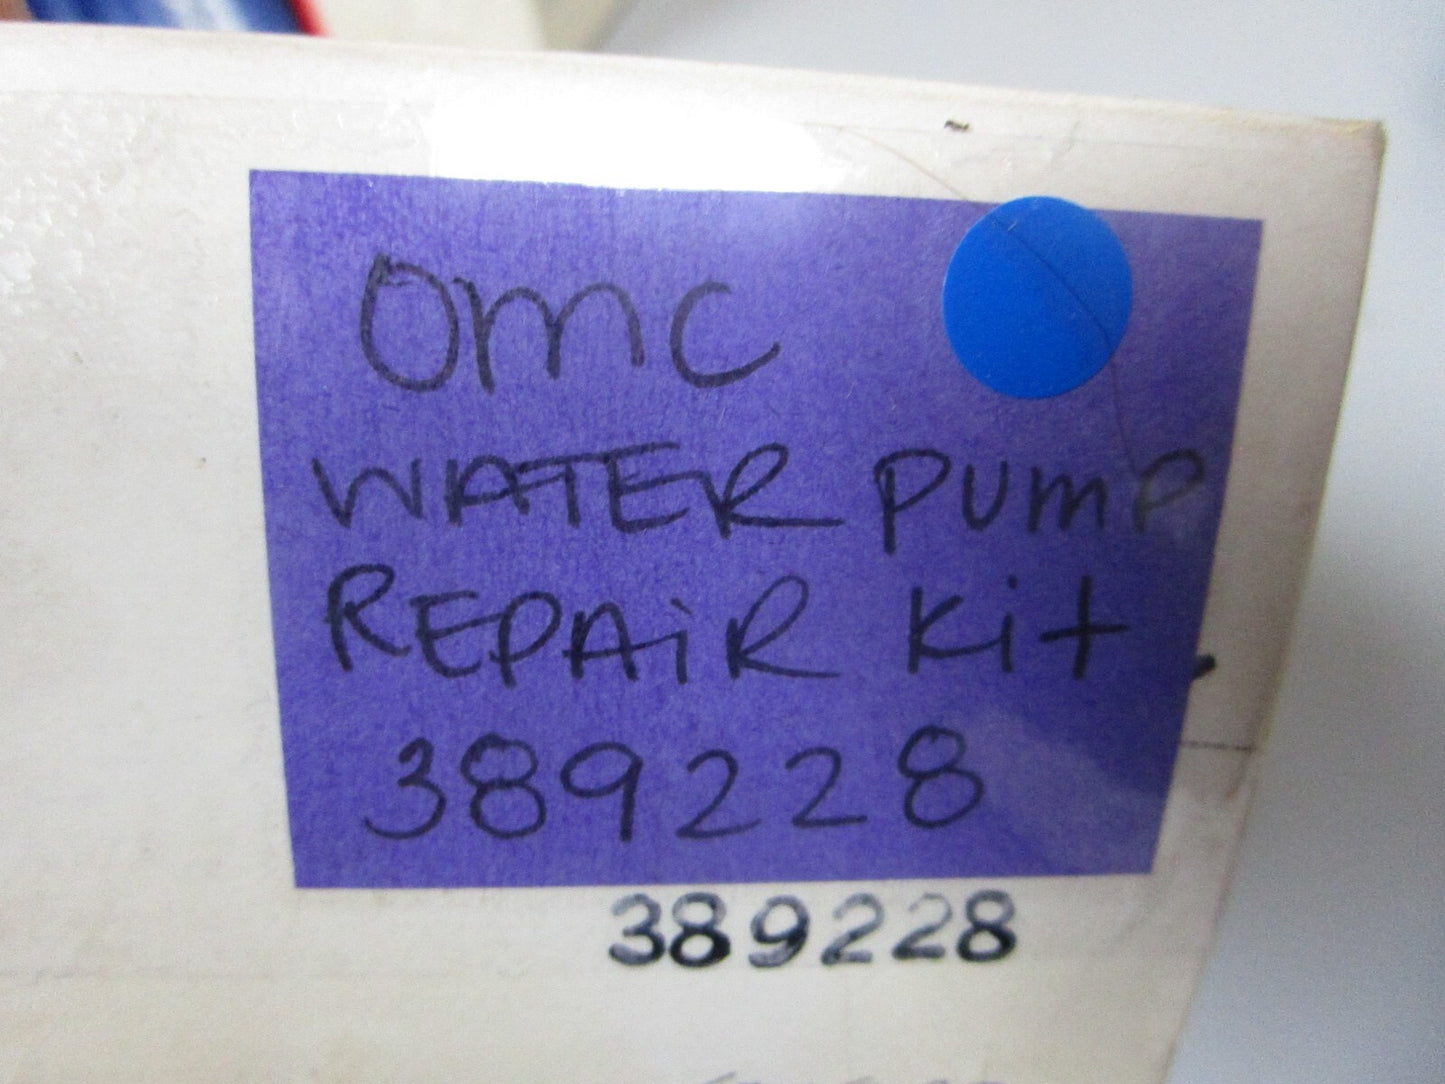 OMC
WATER PUMP
REPAIR Kit
389228
389228